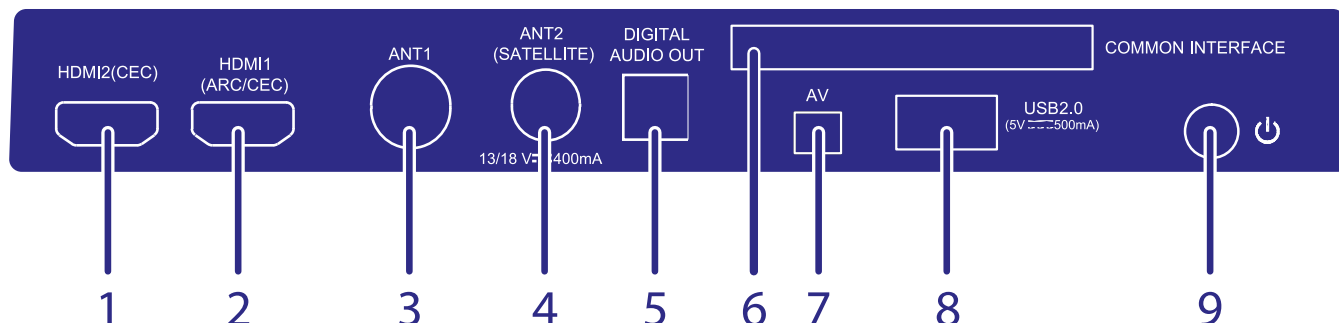 HDMI2(CEC)
HDMI1
(ARC/CEC)
ANT1
ANT2
(SATELLITE)
13/18 V 400mA
DIGITAL
AUDIO OUT
COMMON INTERFACE
AV
USB2.0
(5V 500mA)
1 2 3 4 5 6 7 8 9